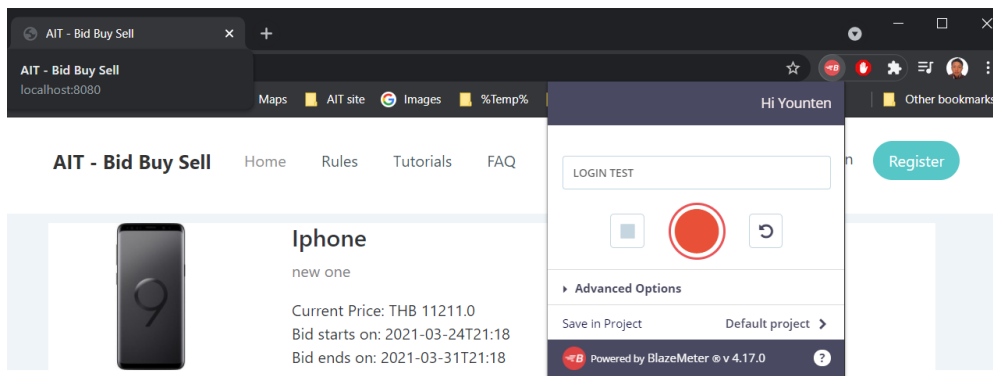 AIT - Bid Buy Sell
AIT - Bid Buy Sell
localhost:8080
Maps AIT site Images %Temp% Other bookmarks
Hi Younten
AIT - Bid Buy Sell Home Rules Tutorials FAQ Register
LOGIN TEST
Iphone
new one
Current Price: THB 11211.0
Bid starts on: 2021-03-24T21:18
Bid ends on: 2021-03-31T21:18
9
Advanced Options
Save in Project Default project
B Powered by BlazeMeter ® v 4.17.0 ?